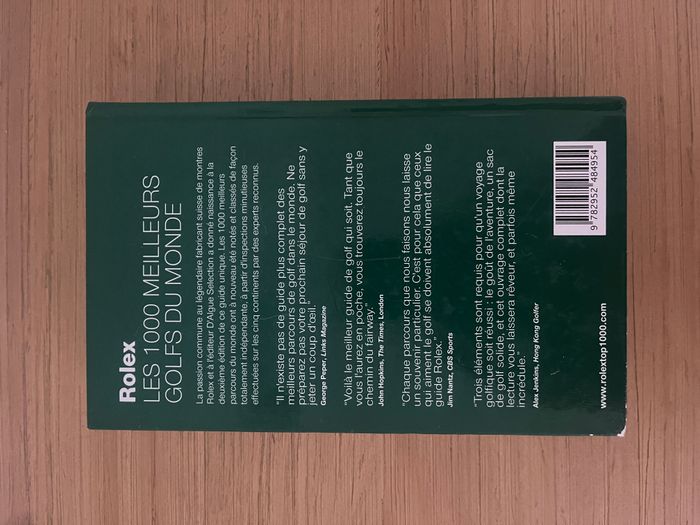 Rolex
LES 1000 MEILLEURS
GOLFS DU MONDE
La passion commune au légendaire fabricant suisse de montres
Rolex et à l'éditeur D'Algue Selection a donné naissance à la
deuxième édition de ce guide unique. Les 1000 meilleurs
parcours du monde ont à nouveau été notés et classés de façon
totalement indépendante, à partir d'inspections minutieuses
effectuées sur les cinq continents par des experts reconnus.
"Il n'existe pas de guide plus complet des
meilleurs parcours de golf dans le monde. Ne
préparez pas votre prochain séjour de golf sans y
jeter un coup d'œil."
George Peper, Links Magazine
"Voilà le meilleur guide de golf qui soit. Tant que
vous l'aurez en poche, vous trouverez toujours le
chemin du fairway."
John Hopkins, The Times, London
"Chaque parcours que nous faisons nous laisse
un souvenir particulier. C'est pour cela que ceux
qui aiment le golf se doivent absolument de lire le
guide Rolex."
Jim Nantz, CBS Sports
"Trois éléments sont requis pour qu'un voyage
golfique soit réussi : le goût de l'aventure, un sac
de golf solide, et cet ouvrage complet dont la
lecture vous laissera rêveur, et parfois même
incrédule."
Alex Jenkins, Hong Kong Golfer
www.rolextop1000.com
9 782952 484954